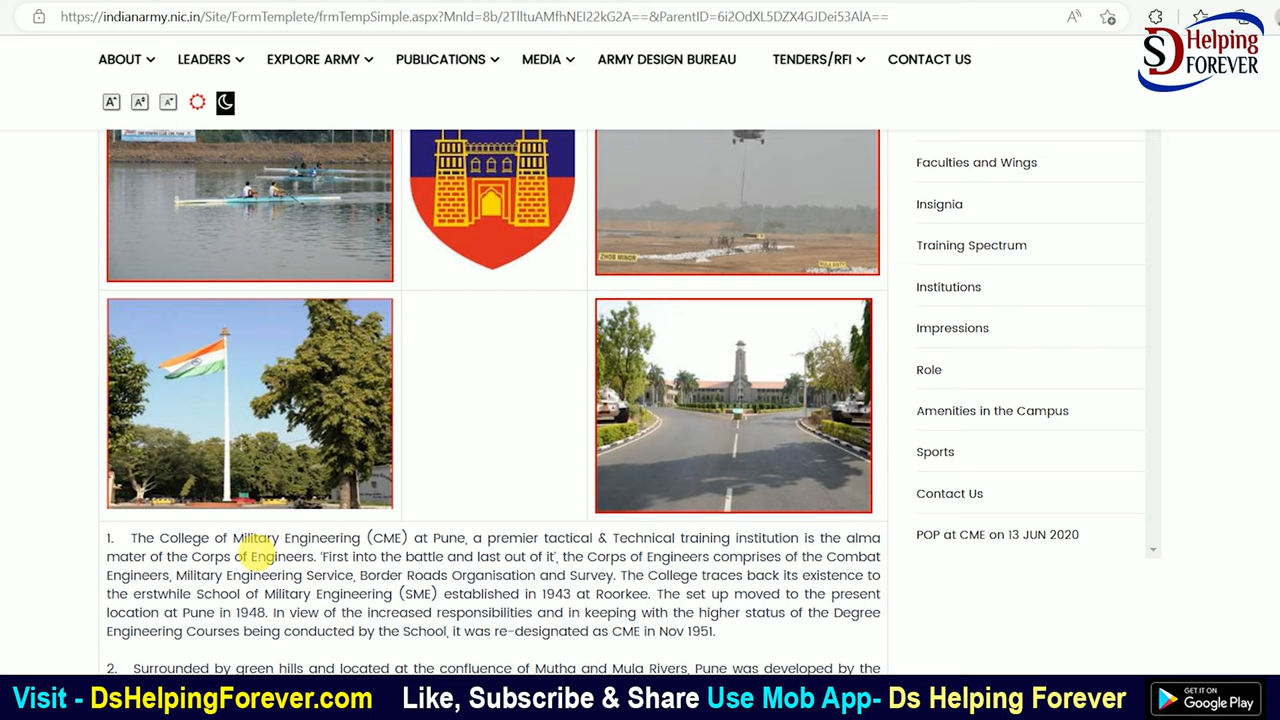 https://indianarmy.nic.in/Site/FormTemplete/frmTempSimple.aspx?MnId=8b/2TlltuAMfhNEI22kG2A==&ParentID=6i2OdXL5DZX4GJDei53AlA==
SD Helping
FOREVER
ABOUT
LEADERS
EXPLORE ARMY
PUBLICATIONS
MEDIA
ARMY DESIGN BUREAU
TENDERS/RFI
CONTACT US
A+
A
A
ZHOB MINOR
Faculties and Wings
Insignia
Training Spectrum
Institutions
Impressions
Role
Amenities in the Campus
Sports
Contact Us
POP at CME on 13 JUN 2020
1. The College of Military Engineering (CME) at Pune, a premier tactical & Technical training institution is the alma
mater of the Corps of Engineers. 'First into the battle and last out of it', the Corps of Engineers comprises of the Combat
Engineers, Military Engineering Service, Border Roads Organisation and Survey. The College traces back its existence to
the erstwhile School of Military Engineering (SME) established in 1943 at Roorkee. The set up moved to the present
location at Pune in 1948. In view of the increased responsibilities and in keeping with the higher status of the Degree
Engineering Courses being conducted by the School, it was re-designated as CME in Nov 1951.
2. Surrounded by green hills and located at the confluence of Mutha and Mula Rivers, Pune was developed by the
Visit - DsHelpingForever.com Like, Subscribe & Share Use Mob App- Ds Helping Forever
GET IT ON
Google Play